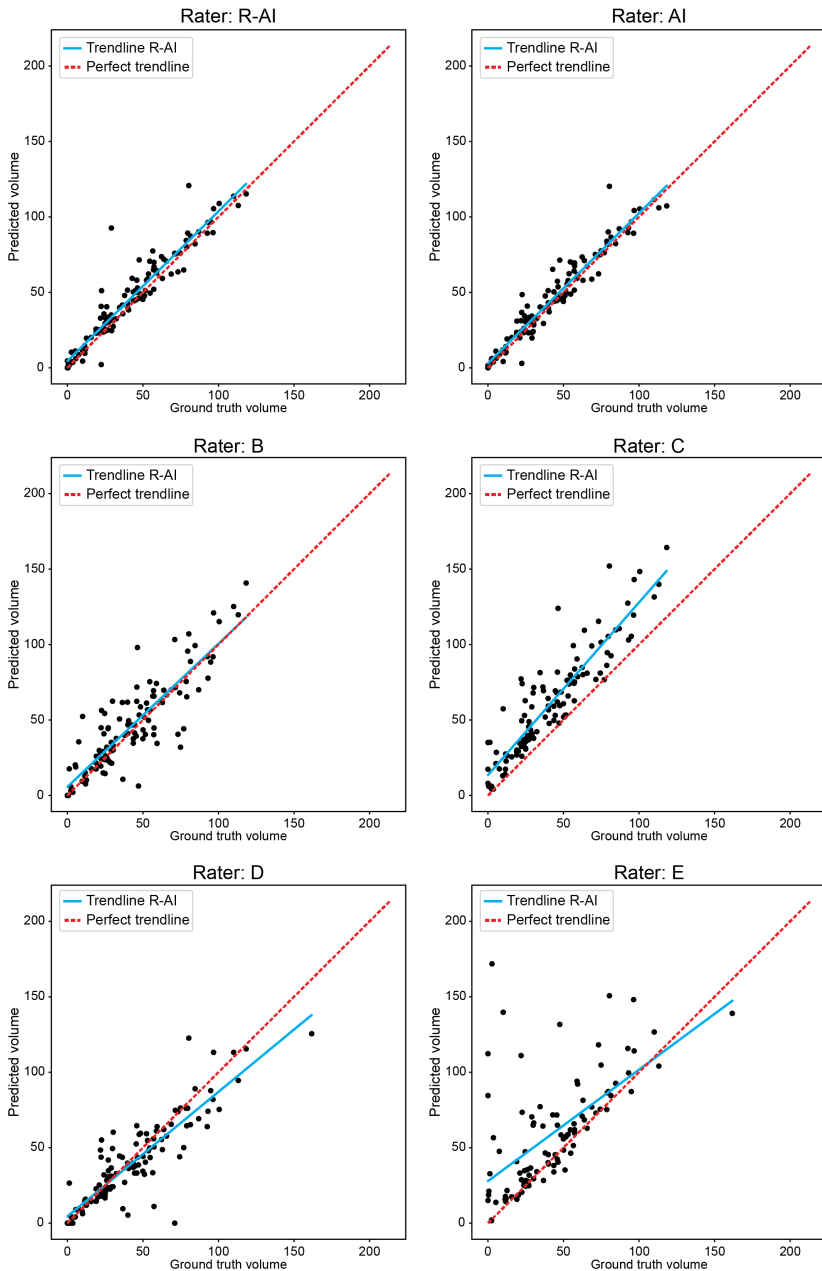 Rater: R-AI
Trendline R-AI
Perfect trendline
200
150
100
50
0
Predicted volume
0 50 100 150 200
Ground truth volume
Rater: AI
Trendline R-AI
Perfect trendline
200
150
100
50
0
Predicted volume
0 50 100 150 200
Ground truth volume
Rater: B
Trendline R-AI
Perfect trendline
200
150
100
50
0
Predicted volume
0 50 100 150 200
Ground truth volume
Rater: C
Trendline R-AI
Perfect trendline
200
150
100
50
0
Predicted volume
0 50 100 150 200
Ground truth volume
Rater: D
Trendline R-AI
Perfect trendline
200
150
100
50
0
Predicted volume
0 50 100 150 200
Ground truth volume
Rater: E
Trendline R-AI
Perfect trendline
200
150
100
50
0
Predicted volume
0 50 100 150 200
Ground truth volume